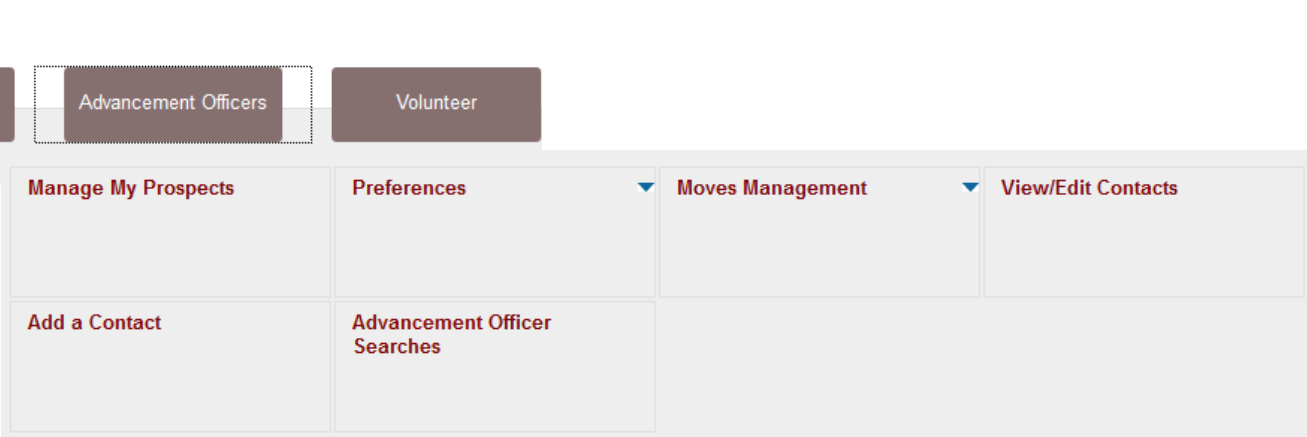 Advancement Officers
Volunteer
Manage My Prospects
Preferences
Moves Management
View/Edit Contacts
Add a Contact
Advancement Officer
Searches